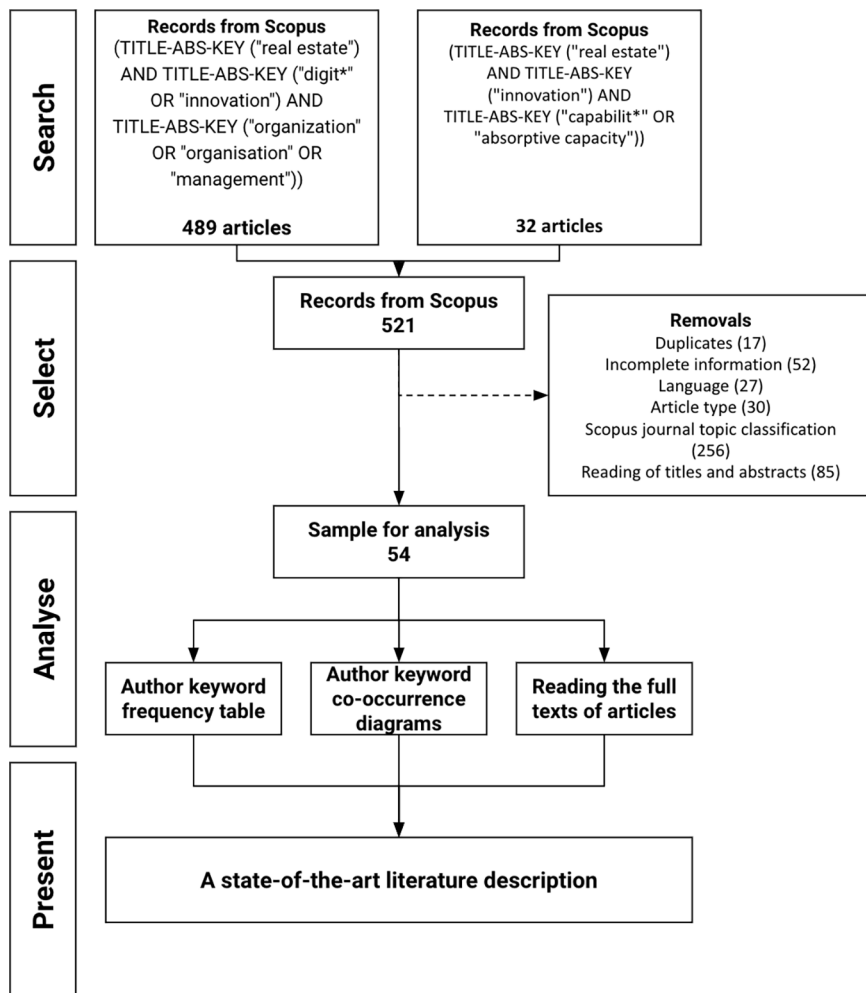 Search
Records from Scopus
(TITLE-ABS-KEY ("real estate")
AND TITLE-ABS-KEY ("digit*"
OR "innovation") AND
TITLE-ABS-KEY ("organization"
OR "organisation" OR
"management"))
489 articles
Records from Scopus
(TITLE-ABS-KEY ("real estate")
AND TITLE-ABS-KEY
("innovation") AND
TITLE-ABS-KEY ("capabilit*" OR
"absorptive capacity"))
32 articles
Select
Records from Scopus
521
Removals
Duplicates (17)
Incomplete information (52)
Language (27)
Article type (30)
Scopus journal topic classification
(256)
Reading of titles and abstracts (85)
Analyse
Sample for analysis
54
Author keyword
frequency table
Author keyword
co-occurrence
diagrams
Reading the full
texts of articles
Present
A state-of-the-art literature description